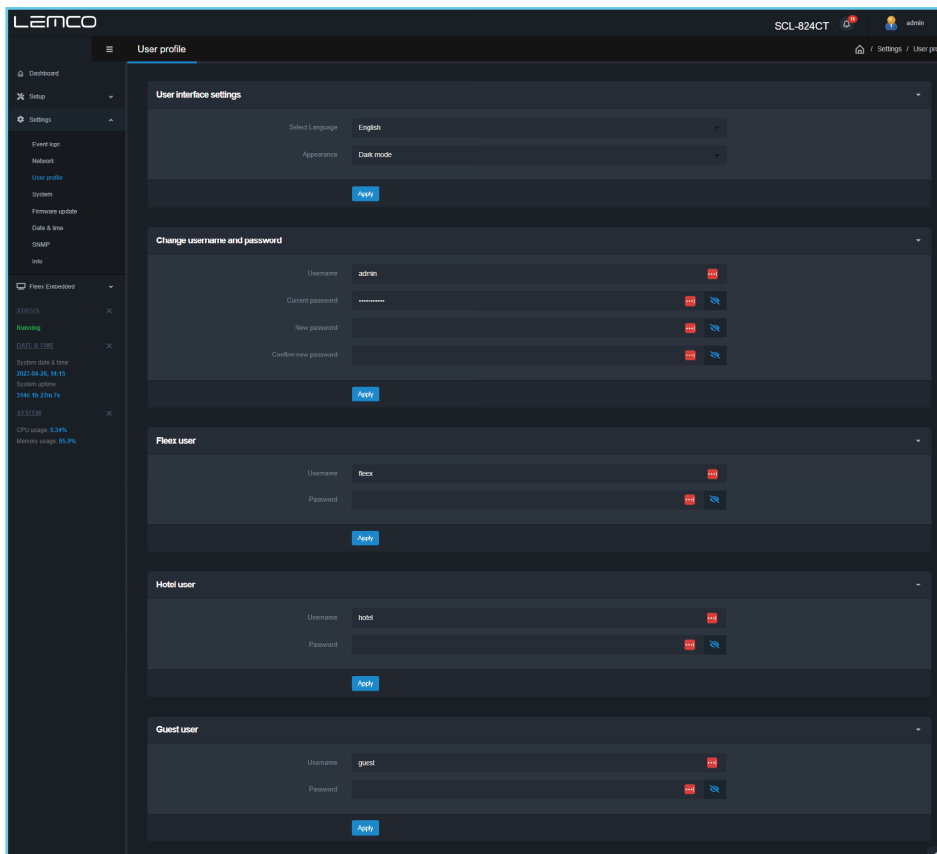 LEMCO
SCL-824CT
admin
User profile
/ Settings / User pr
Dashboard
Setup
Settings
Event logs
Network
User profile
System
Firmware update
Date & time
SNMP
Info
Fleex Embedded
STATUS
Running
DATE & TIME
System date & time:
2023-04-26, 14:15
System uptime:
314d 1h 27m 7s
SYSTEM
CPU usage: 6.34%
Memory usage: 95.0%
User interface settings
Select Language English
Appearance Dark mode
Apply
Change username and password
Username admin
Current password •••••••••••
New password
Confirm new password
Apply
Fleex user
Username fleex
Password
Apply
Hotel user
Username hotel
Password
Apply
Guest user
Username guest
Password
Apply